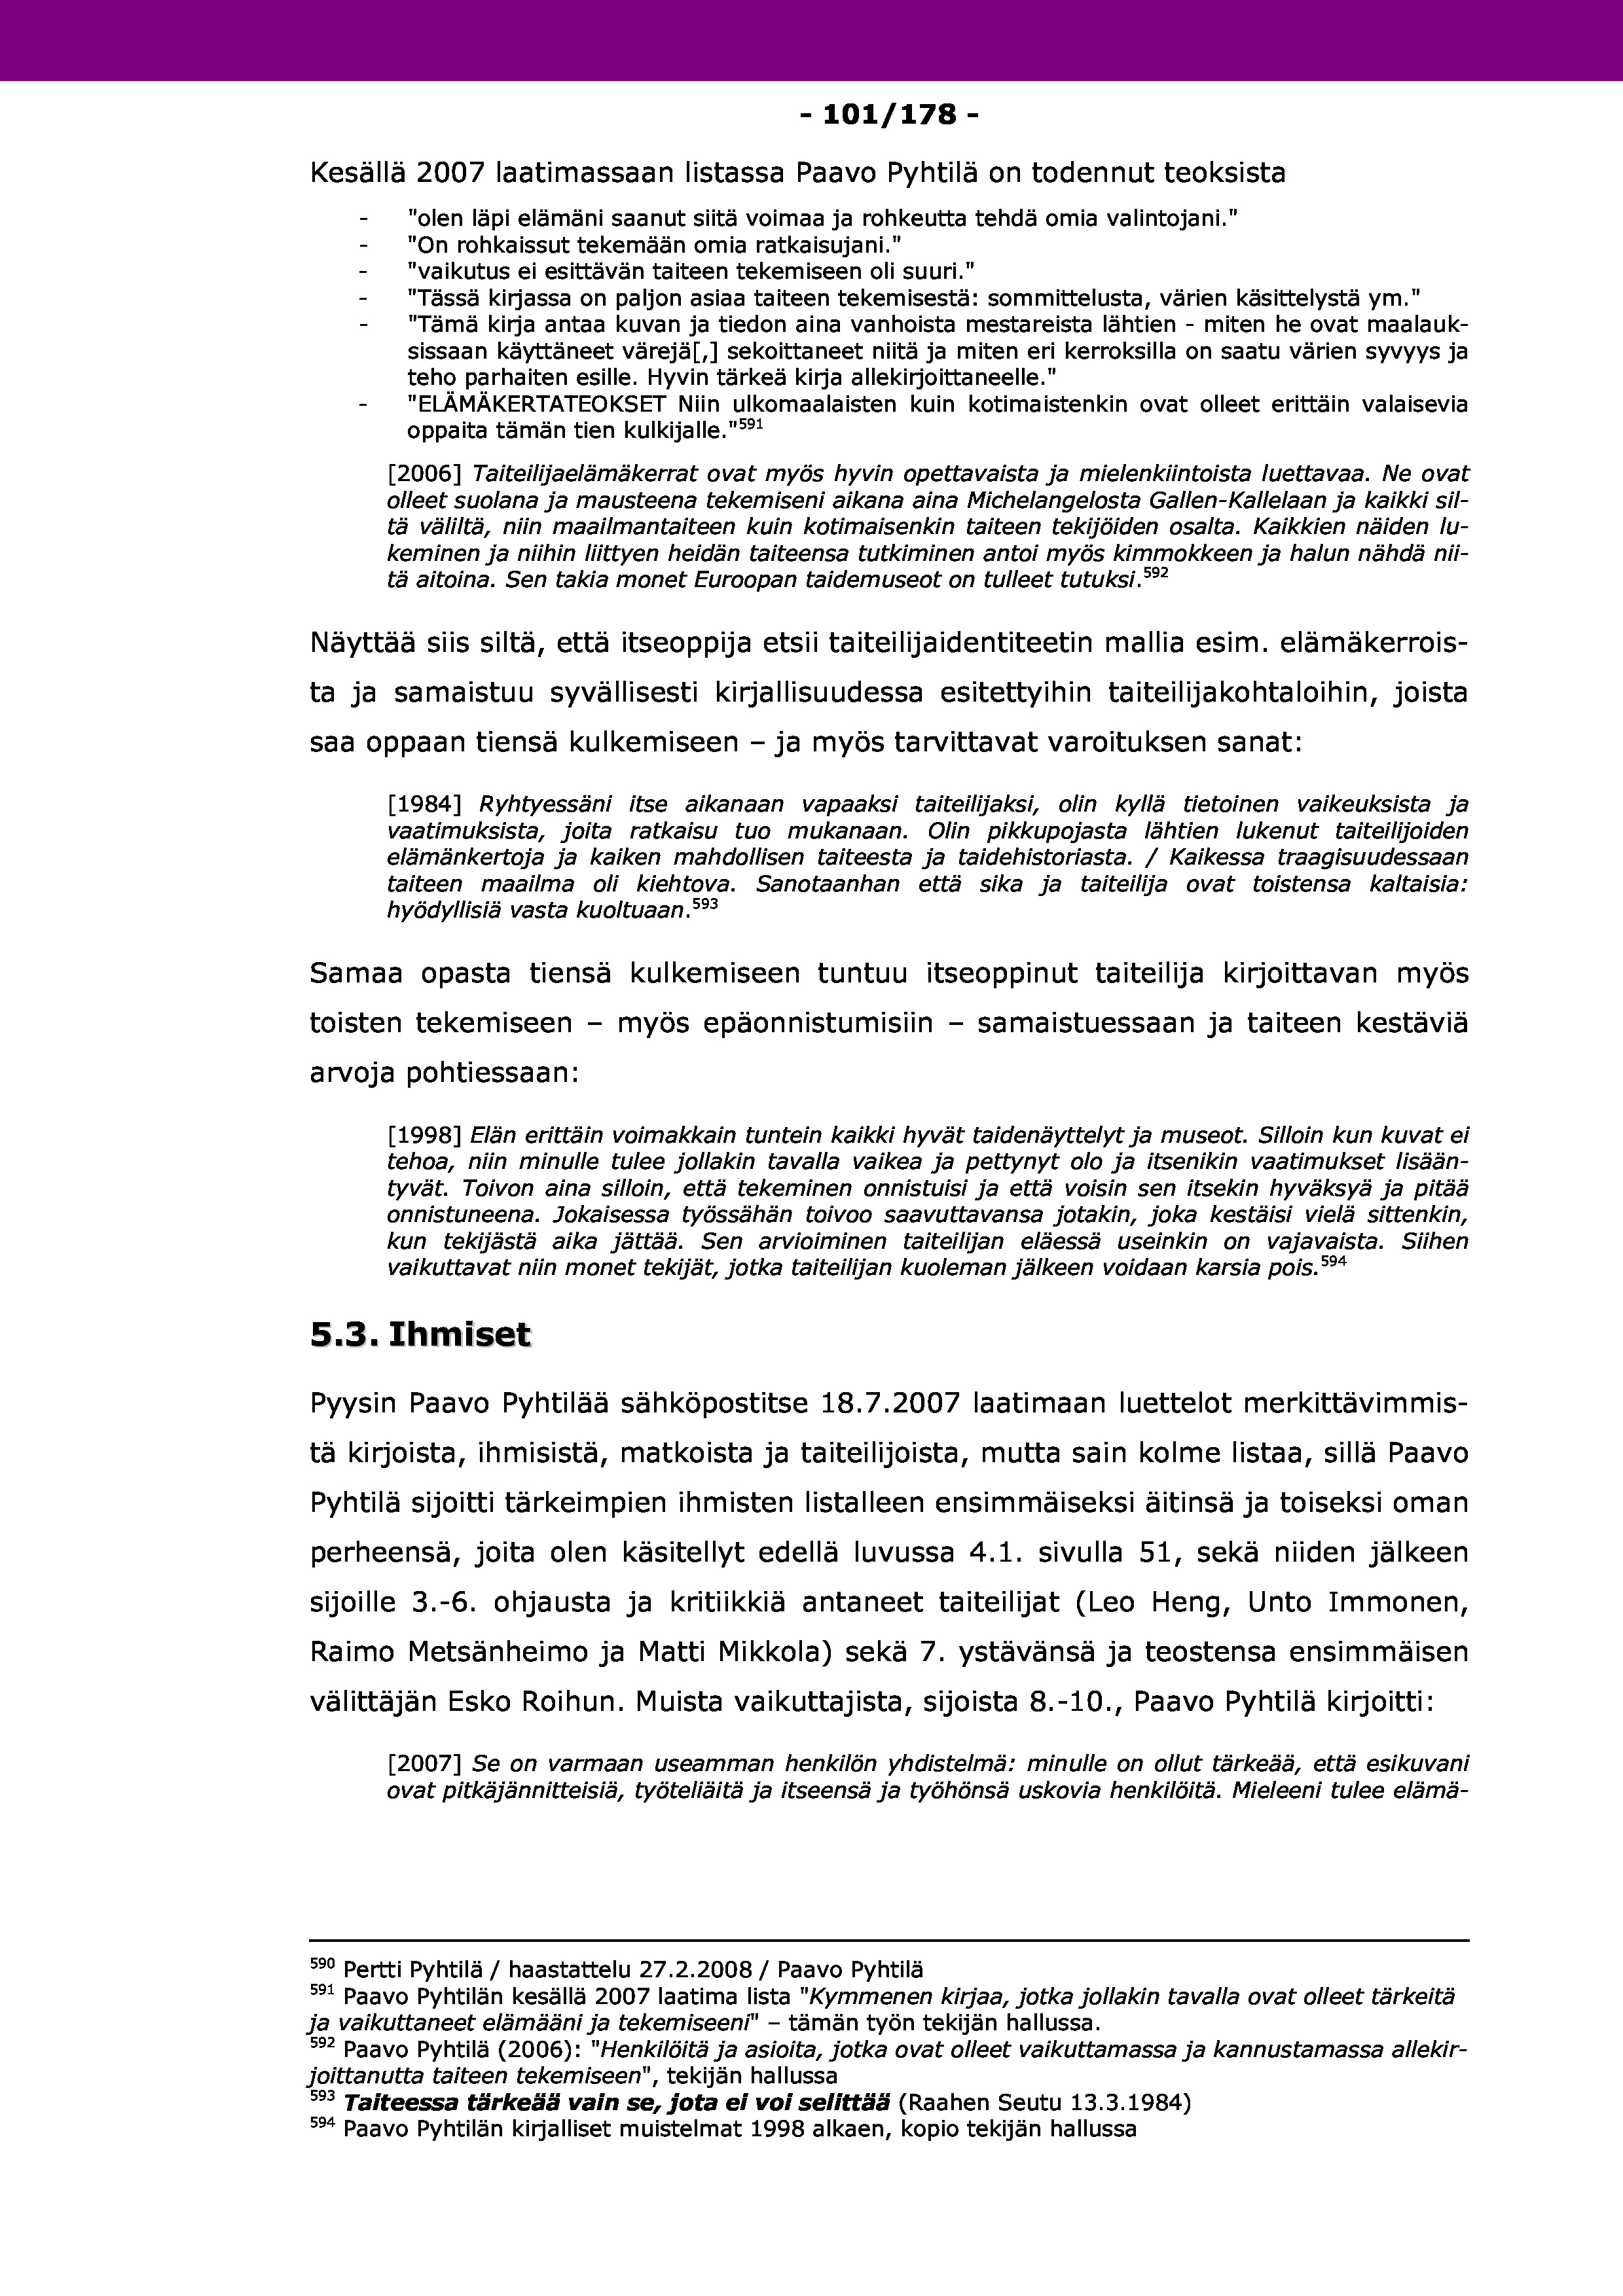 - 101/178 -
Kesällä 2007 laatimassaan listassa Paavo Pyhtilä on todennut teoksista
- "olen läpi elämäni saanut siitä voimaa ja rohkeutta tehdä omia valintojani."
- "On rohkaissut tekemään omia ratkaisujani."
- "vaikutus ei esittävän taiteen tekemiseen oli suuri."
- "Tässä kirjassa on paljon asiaa taiteen tekemisestä: sommittelusta, värien käsittelystä ym."
- "Tämä kirja antaa kuvan ja tiedon aina vanhoista mestareista lähtien - miten he ovat maalauk-
sissaan käyttäneet värejä[,] sekoittaneet niitä ja miten eri kerroksilla on saatu värien syvyys ja
teho parhaiten esille. Hyvin tärkeä kirja allekirjoittaneelle."
- "ELÄMÄKERTATEOKSET Niin ulkomaalaisten kuin kotimaistenkin ovat olleet erittäin valaisevia
oppaita tämän tien kulkijalle."591
[2006] Taiteilijaelämäkerrat ovat myös hyvin opettavaista ja mielenkiintoista luettavaa. Ne ovat
olleet suolana ja mausteena tekemiseni aikana aina Michelangelosta Gallen-Kallelaan ja kaikki sil-
tä väliltä, niin maailmantaiteen kuin kotimaisenkin taiteen tekijöiden osalta. Kaikkien näiden lu-
keminen ja niihin liittyen heidän taiteensa tutkiminen antoi myös kimmokkeen ja halun nähdä nii-
tä aitoina. Sen takia monet Euroopan taidemuseot on tulleet tutuksi.592
Näyttää siis siltä, että itseoppija etsii taiteilijaidentiteetin mallia esim. elämäkerrois-
ta ja samaistuu syvällisesti kirjallisuudessa esitettyihin taiteilijakohtaloihin, joista
saa oppaan tiensä kulkemiseen – ja myös tarvittavat varoituksen sanat:
[1984] Ryhtyessäni itse aikanaan vapaaksi taiteilijaksi, olin kyllä tietoinen vaikeuksista ja
vaatimuksista, joita ratkaisu tuo mukanaan. Olin pikkupojasta lähtien lukenut taiteilijoiden
elämänkertoja ja kaiken mahdollisen taiteesta ja taidehistoriasta. / Kaikessa traagisuudessaan
taiteen maailma oli kiehtova. Sanotaanhan että sika ja taiteilija ovat toistensa kaltaisia:
hyödyllisiä vasta kuoltuaan.593
Samaa opasta tiensä kulkemiseen tuntuu itseoppinut taiteilija kirjoittavan myös
toisten tekemiseen – myös epäonnistumisiin – samaistuessaan ja taiteen kestäviä
arvoja pohtiessaan:
[1998] Elän erittäin voimakkain tuntein kaikki hyvät taidenäyttelyt ja museot. Silloin kun kuvat ei
tehoa, niin minulle tulee jollakin tavalla vaikea ja pettynyt olo ja itsenikin vaatimukset lisään-
tyvät. Toivon aina silloin, että tekeminen onnistuisi ja että voisin sen itsekin hyväksyä ja pitää
onnistuneena. Jokaisessa työssähän toivoo saavuttavansa jotakin, joka kestäisi vielä sittenkin,
kun tekijästä aika jättää. Sen arvioiminen taiteilijan eläessä useinkin on vajavaista. Siihen
vaikuttavat niin monet tekijät, jotka taiteilijan kuoleman jälkeen voidaan karsia pois.594
5.3. Ihmiset
Pyysin Paavo Pyhtilää sähköpostitse 18.7.2007 laatimaan luettelot merkittävimmis-
tä kirjoista, ihmisistä, matkoista ja taiteilijoista, mutta sain kolme listaa, sillä Paavo
Pyhtilä sijoitti tärkeimpien ihmisten listalleen ensimmäiseksi äitinsä ja toiseksi oman
perheensä, joita olen käsitellyt edellä luvussa 4.1. sivulla 51, sekä niiden jälkeen
sijoille 3.-6. ohjausta ja kritiikkiä antaneet taiteilijat (Leo Heng, Unto Immonen,
Raimo Metsänheimo ja Matti Mikkola) sekä 7. ystävänsä ja teostensa ensimmäisen
välittäjän Esko Roihun. Muista vaikuttajista, sijoista 8.-10., Paavo Pyhtilä kirjoitti:
[2007] Se on varmaan useamman henkilön yhdistelmä: minulle on ollut tärkeää, että esikuvani
ovat pitkäjännitteisiä, työteliäitä ja itseensä ja työhönsä uskovia henkilöitä. Mieleeni tulee elämä-
590 Pertti Pyhtilä / haastattelu 27.2.2008 / Paavo Pyhtilä
591 Paavo Pyhtilän kesällä 2007 laatima lista "Kymmenen kirjaa, jotka jollakin tavalla ovat olleet tärkeitä
ja vaikuttaneet elämääni ja tekemiseeni" – tämän työn tekijän hallussa.
592 Paavo Pyhtilä (2006): "Henkilöitä ja asioita, jotka ovat olleet vaikuttamassa ja kannustamassa allekir-
joittanutta taiteen tekemiseen", tekijän hallussa
593 Taiteessa tärkeää vain se, jota ei voi selittää (Raahen Seutu 13.3.1984)
594 Paavo Pyhtilän kirjalliset muistelmat 1998 alkaen, kopio tekijän hallussa